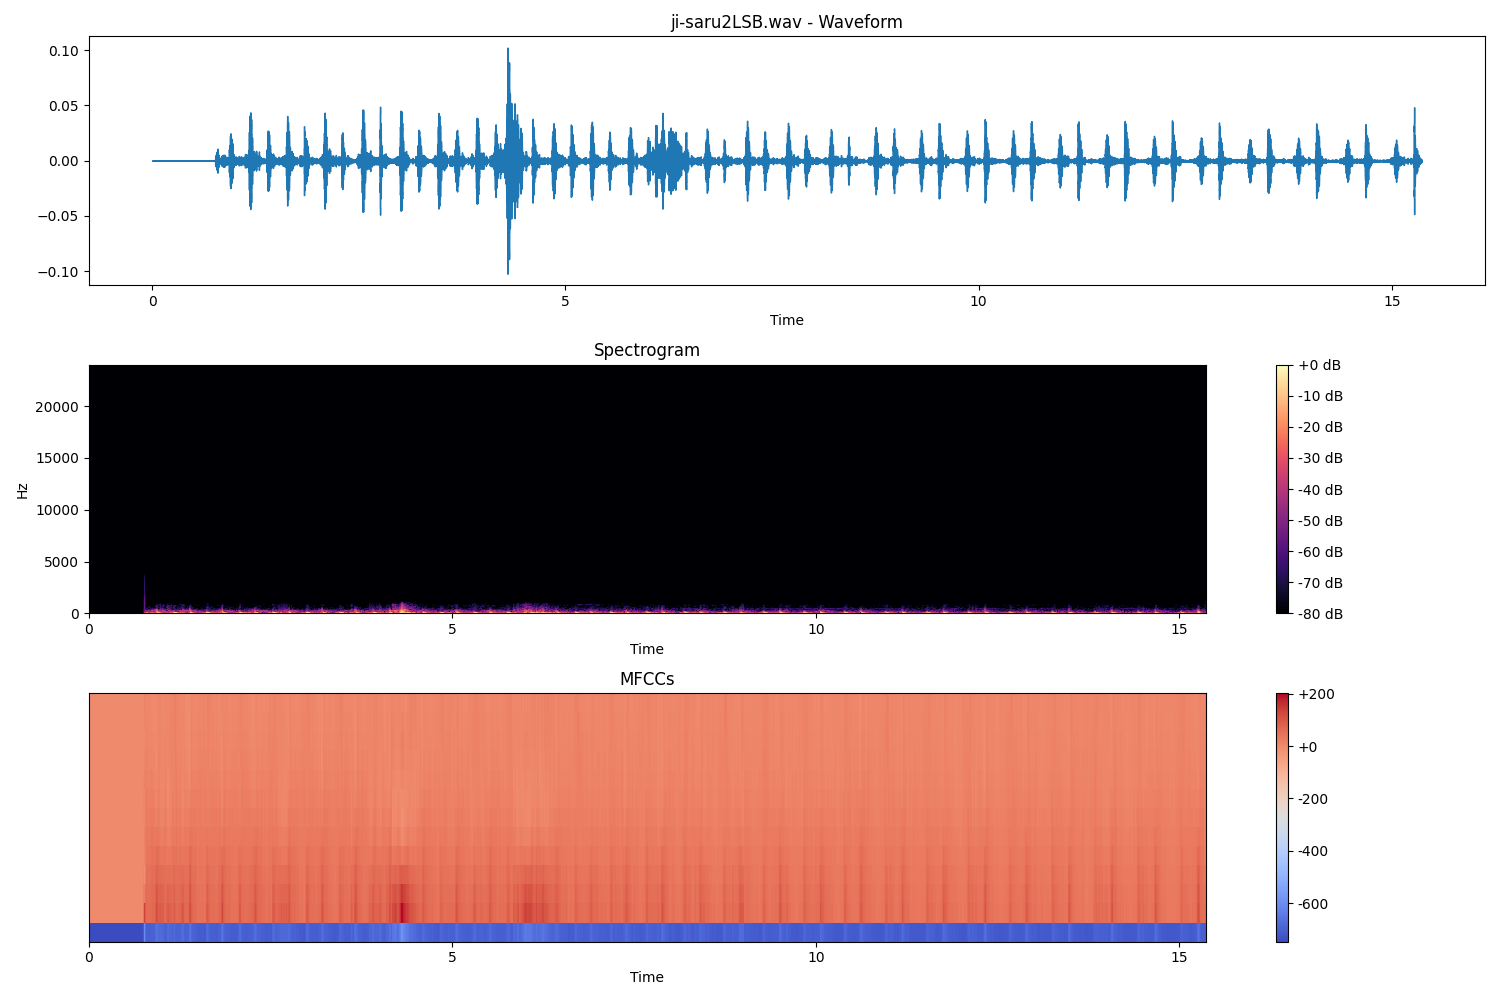 ji-saru2LSB.wav - Waveform
0.10
0.05
0.00
−0.05
−0.10
0 5 10 15
Time
Spectrogram
Hz
20000
15000
10000
5000
0
0 5 10 15
Time
+0 dB
-10 dB
-20 dB
-30 dB
-40 dB
-50 dB
-60 dB
-70 dB
-80 dB
MFCCs
0 5 10 15
Time
+200
+0
-200
-400
-600